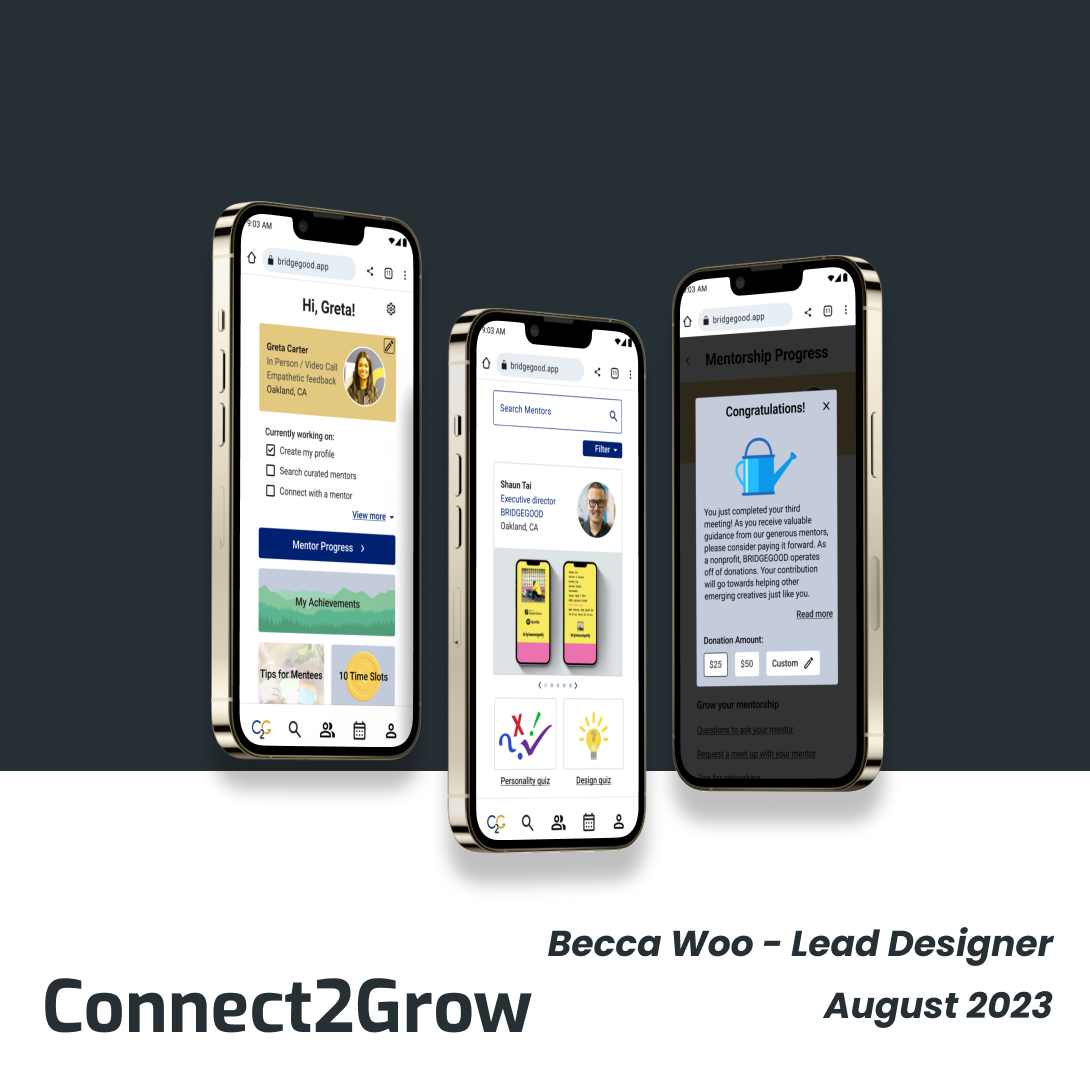 9:03 AM
bridgegood.app
Hi, Greta!
Greta Carter
In Person / Video Call
Empathetic feedback
Oakland, CA
Currently working on:
Create my profile
Search curated mentors
Connect with a mentor
View more
Mentor Progress
My Achievements
Tips for Mentees
10 Time Slots
C2G
9:03 AM
bridgegood.app
Search Mentors
Filter
Shaun Tai
Executive director
BRIDGEGOOD
Oakland, CA
Personality quiz
Design quiz
C2G
:03 AM
bridgegood.app
Mentorship Progress
Congratulations!
X
You just completed your third
meeting! As you receive valuable
guidance from our generous mentors,
please consider paying it forward. As
a nonprofit, BRIDGEGOOD operates
off of donations. Your contribution
will go towards helping other
emerging creatives just like you.
Read more
Donation Amount:
$25 $50 Custom
Grow your mentorship
Questions to ask your mentor
Request a meet up with your mentor
Tips for networking
Becca Woo - Lead Designer
Connect2Grow
August 2023